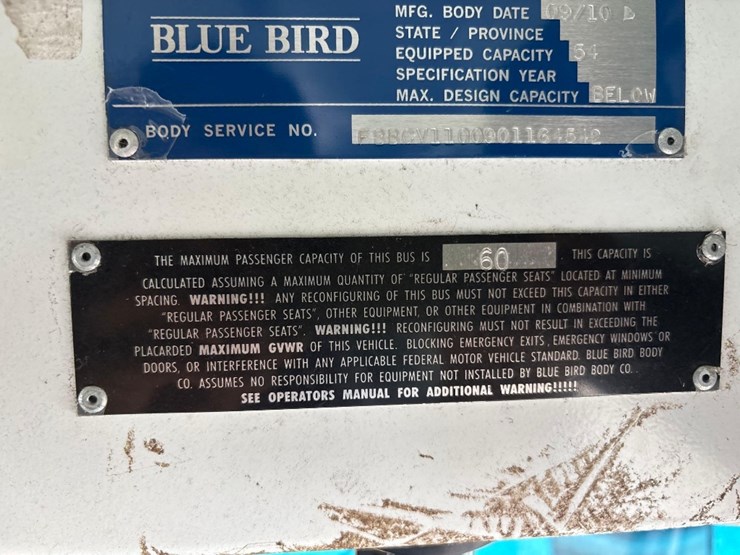 BLUE BIRD
MFG. BODY DATE 09/10 D
STATE / PROVINCE
EQUIPPED CAPACITY 54
SPECIFICATION YEAR
MAX. DESIGN CAPACITY BELOW
BODY SERVICE NO.
THE MAXIMUM PASSENGER CAPACITY OF THIS BUS IS 60 . THIS CAPACITY IS
CALCULATED ASSUMING A MAXIMUM QUANTITY OF "REGULAR PASSENGER SEATS" LOCATED AT MINIMUM
SPACING. WARNING!!! ANY RECONFIGURING OF THIS BUS MUST NOT EXCEED THIS CAPACITY IN EITHER
"REGULAR PASSENGER SEATS", OTHER EQUIPMENT, OR OTHER EQUIPMENT IN COMBINATION WITH
"REGULAR PASSENGER SEATS". WARNING!!! RECONFIGURING MUST NOT RESULT IN EXCEEDING THE
PLACARDED MAXIMUM GVWR OF THIS VEHICLE. BLOCKING EMERGENCY EXITS, EMERGENCY WINDOWS OR
DOORS, OR INTERFERENCE WITH ANY APPLICABLE FEDERAL MOTOR VEHICLE STANDARD. BLUE BIRD BODY
CO. ASSUMES NO RESPONSIBILITY FOR EQUIPMENT NOT INSTALLED BY BLUE BIRD BODY CO. .
SEE OPERATORS MANUAL FOR ADDITIONAL WARNING!!!!!